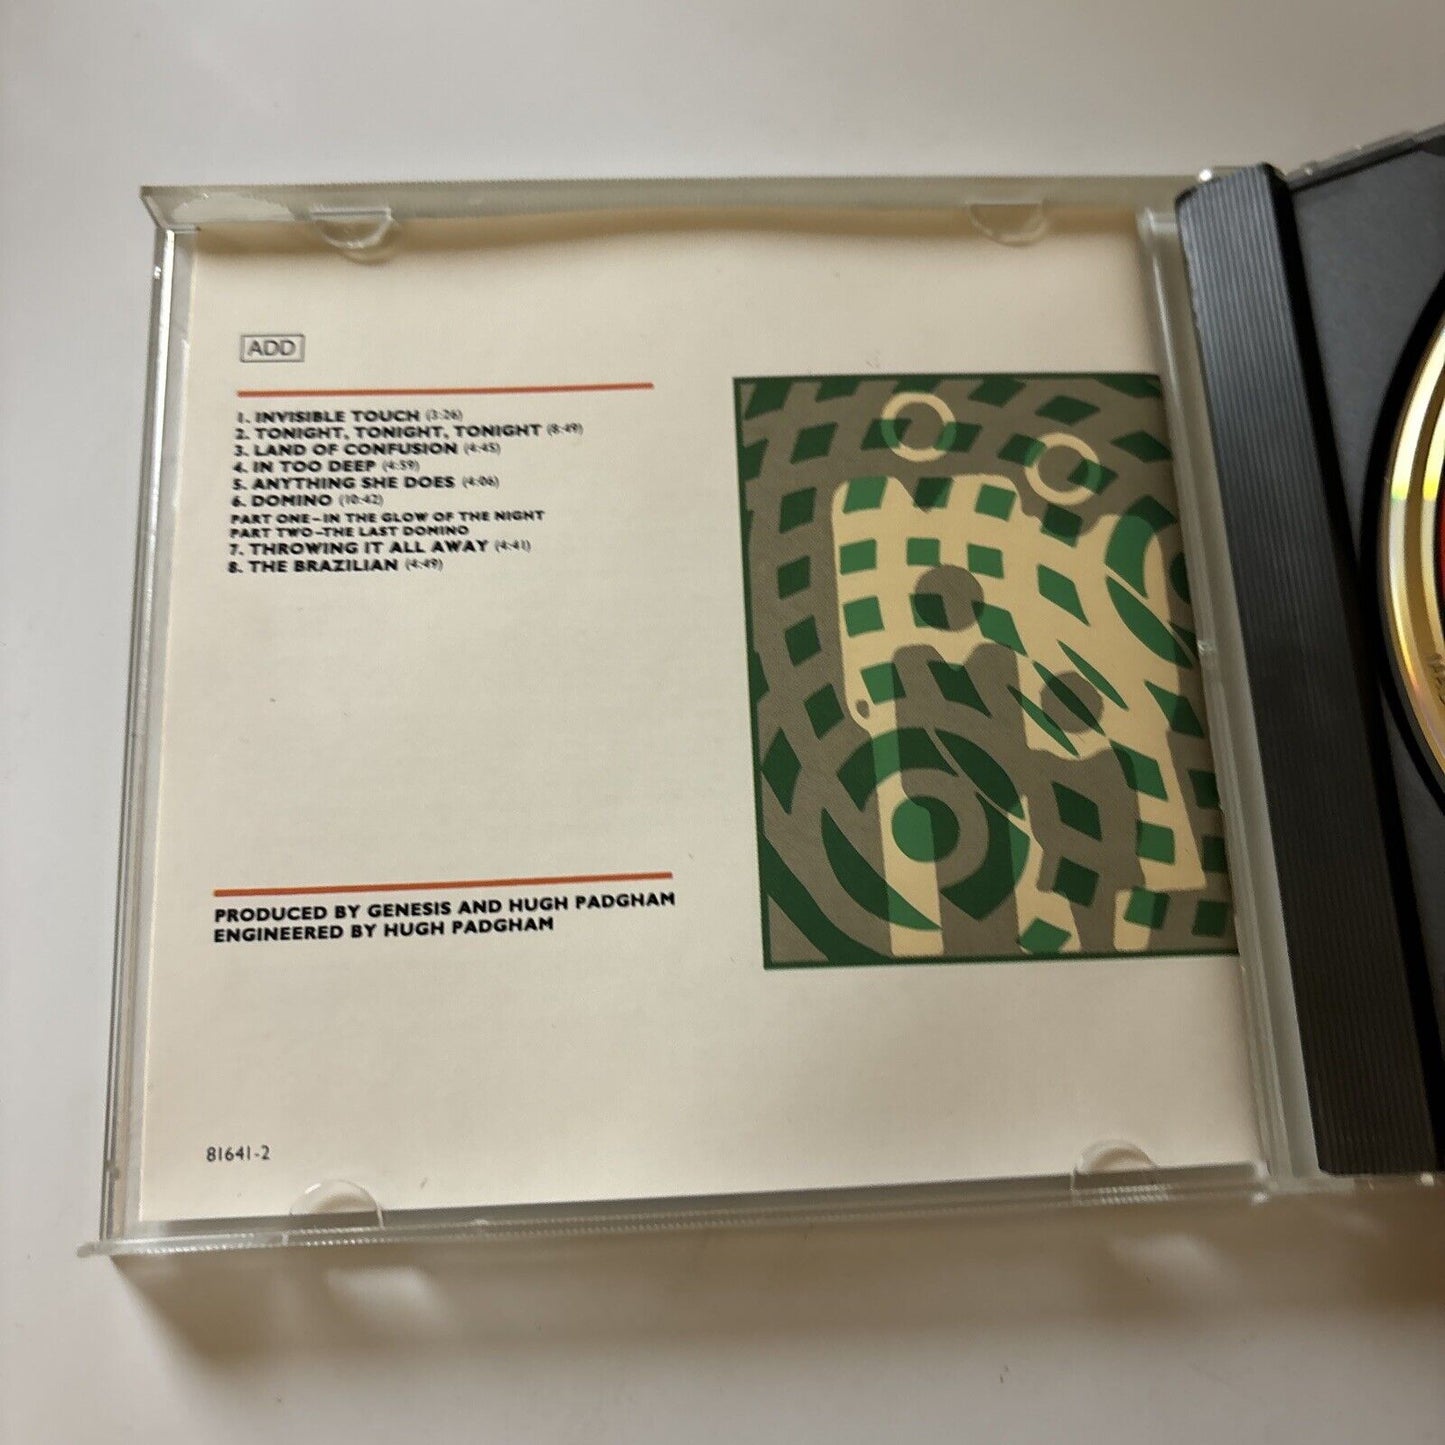 ADD
1. INVISIBLE TOUCH (3:26)
2. TONIGHT, TONIGHT, TONIGHT (8:49)
3. LAND OF CONFUSION (4:45)
4. IN TOO DEEP (4:59)
5. ANYTHING SHE DOES (4:06)
6. DOMINO (10:42)
PART ONE–IN THE GLOW OF THE NIGHT
PART TWO–THE LAST DOMINO
7. THROWING IT ALL AWAY (4:41)
8. THE BRAZILIAN (4:49)
PRODUCED BY GENESIS AND HUGH PADGHAM
ENGINEERED BY HUGH PADGHAM
81641-2